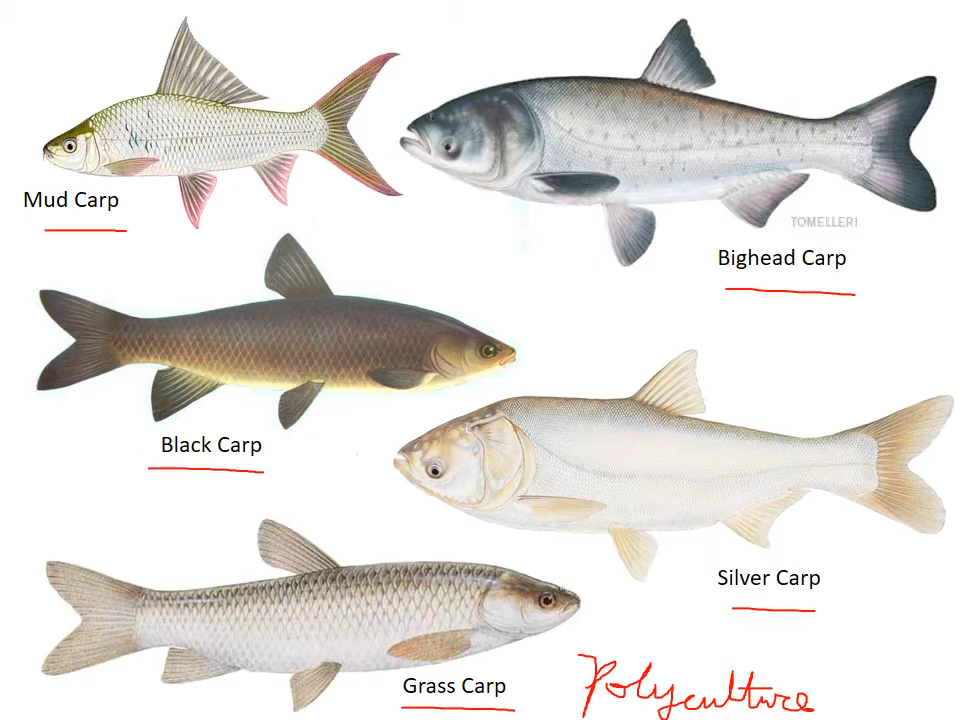 Mud Carp
TOMELLERI
Bighead Carp
Black Carp
Silver Carp
Grass Carp
Polyculture